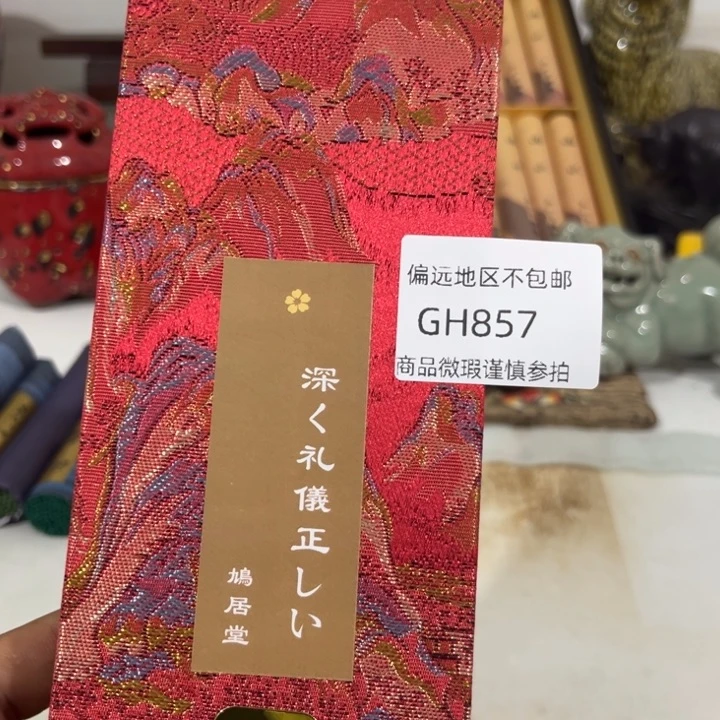 偏远地区不包邮
GH857
商品微瑕谨慎参拍
深く礼儀正しい
鳩居堂